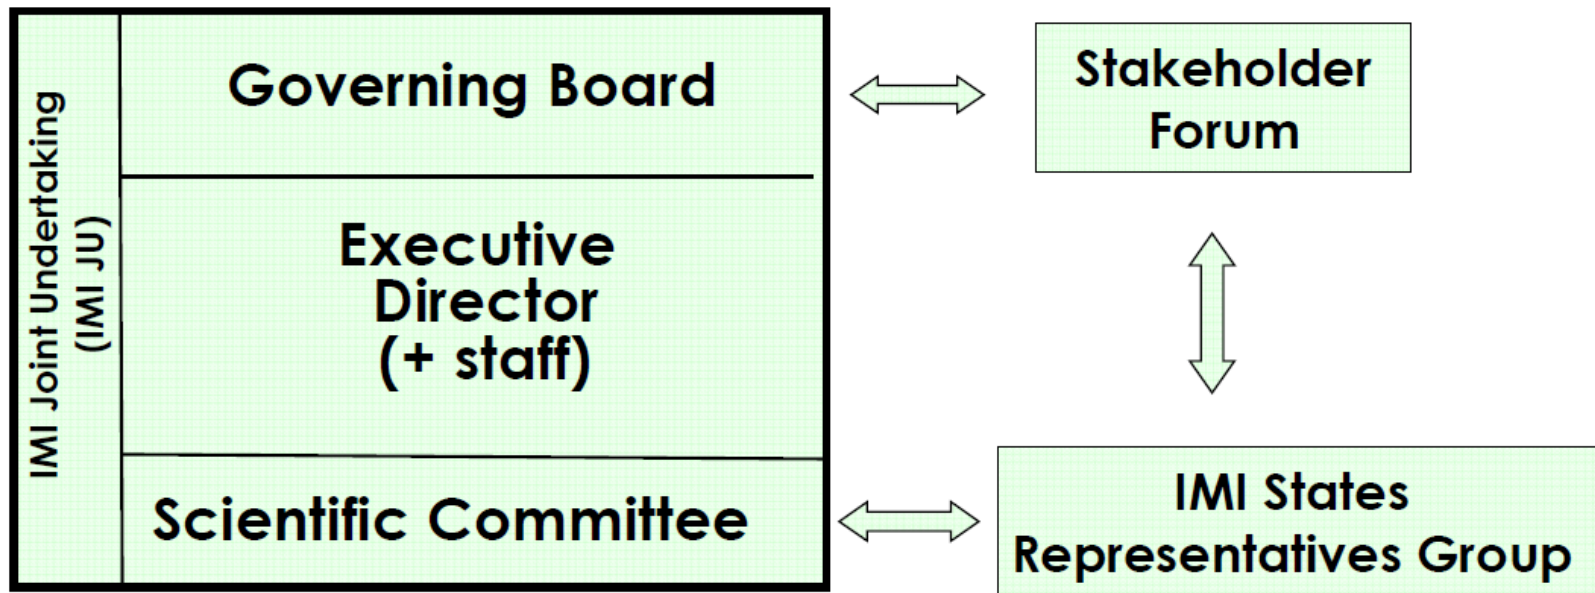 IMI Joint Undertaking
(IMI JU)
Governing Board
Executive
Director
(+ staff)
Scientific Committee
Stakeholder
Forum
IMI States
Representatives Group